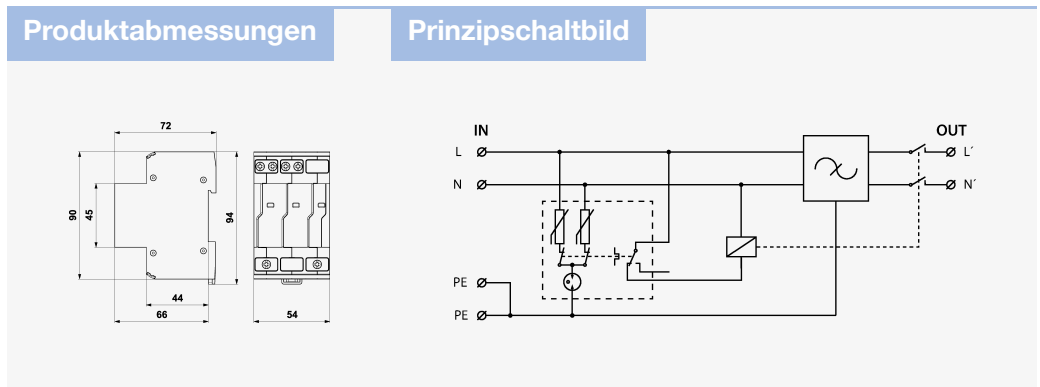 Produktabmessungen
Prinzipschaltbild
72
90
45
94
44
66
54
IN
OUT
L
L´
N
N´
PE
PE